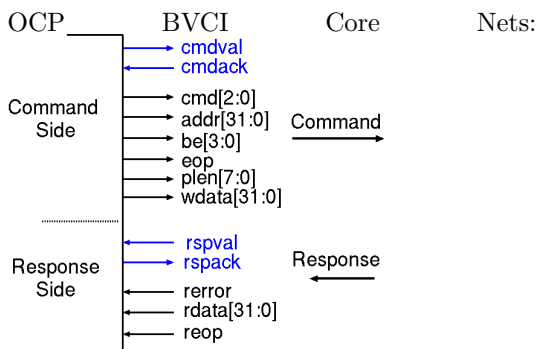 OCP BVCI Core Nets:
cmdval
cmdack
Command
Side
cmd[2:0]
addr[31:0]
be[3:0]
eop
plen[7:0]
wdata[31:0]
Command
Response
Side
rspval
rspack
rerror
rdata[31:0]
reop
Response